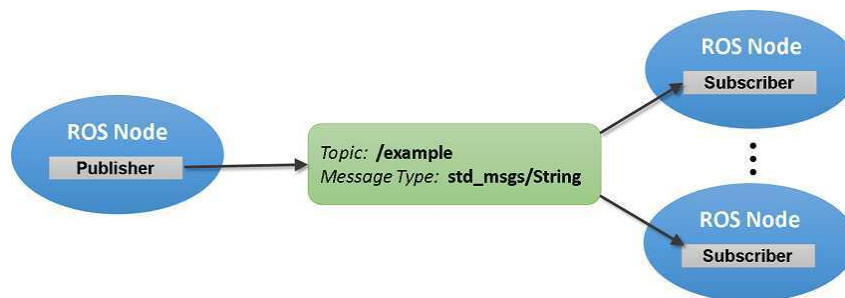 ROS Node
Publisher
Topic: /example
Message Type: std_msgs/String
ROS Node
Subscriber
ROS Node
Subscriber